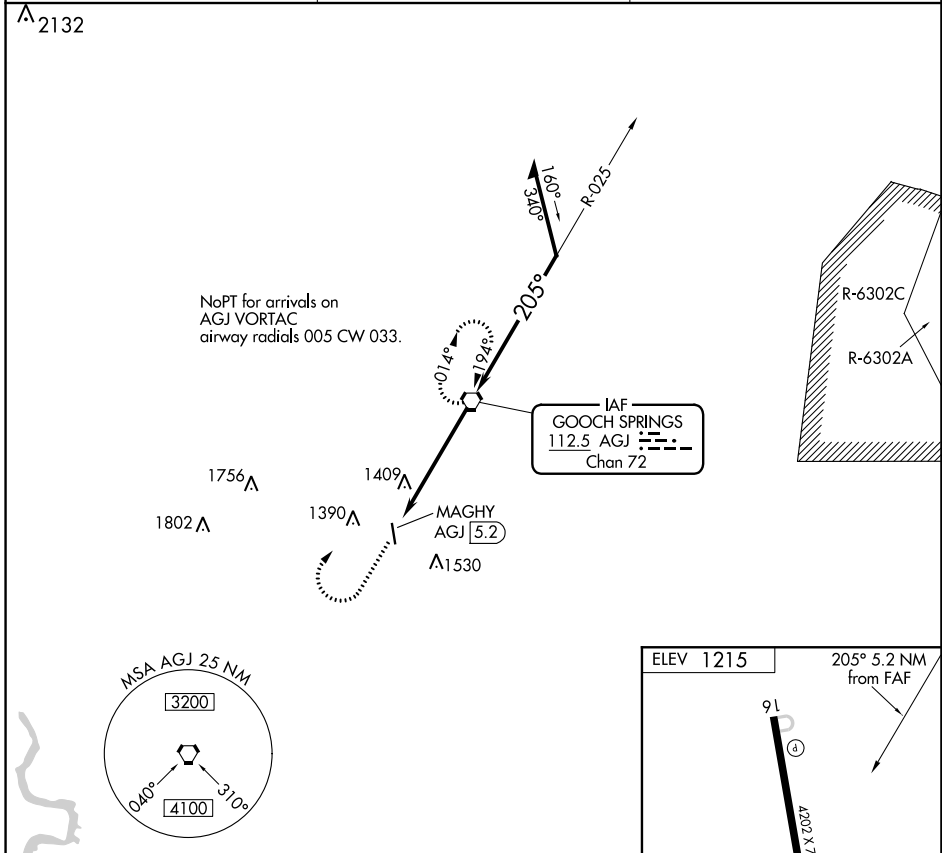 2132
160°
340°
R-025
205°
R-6302C
R-6302A
NoPT for arrivals on
AGJ VORTAC
airway radials 005 CW 033.
014°
194°
IAF
GOOCH SPRINGS
112.5 AGJ
Chan 72
1756
1409
1802
1390
MAGHY
AGJ 5.2
1530
MSA AGJ 25 NM
3200
040°
310°
4100
ELEV 1215
205° 5.2 NM
from FAF
16
P
4202 X 7